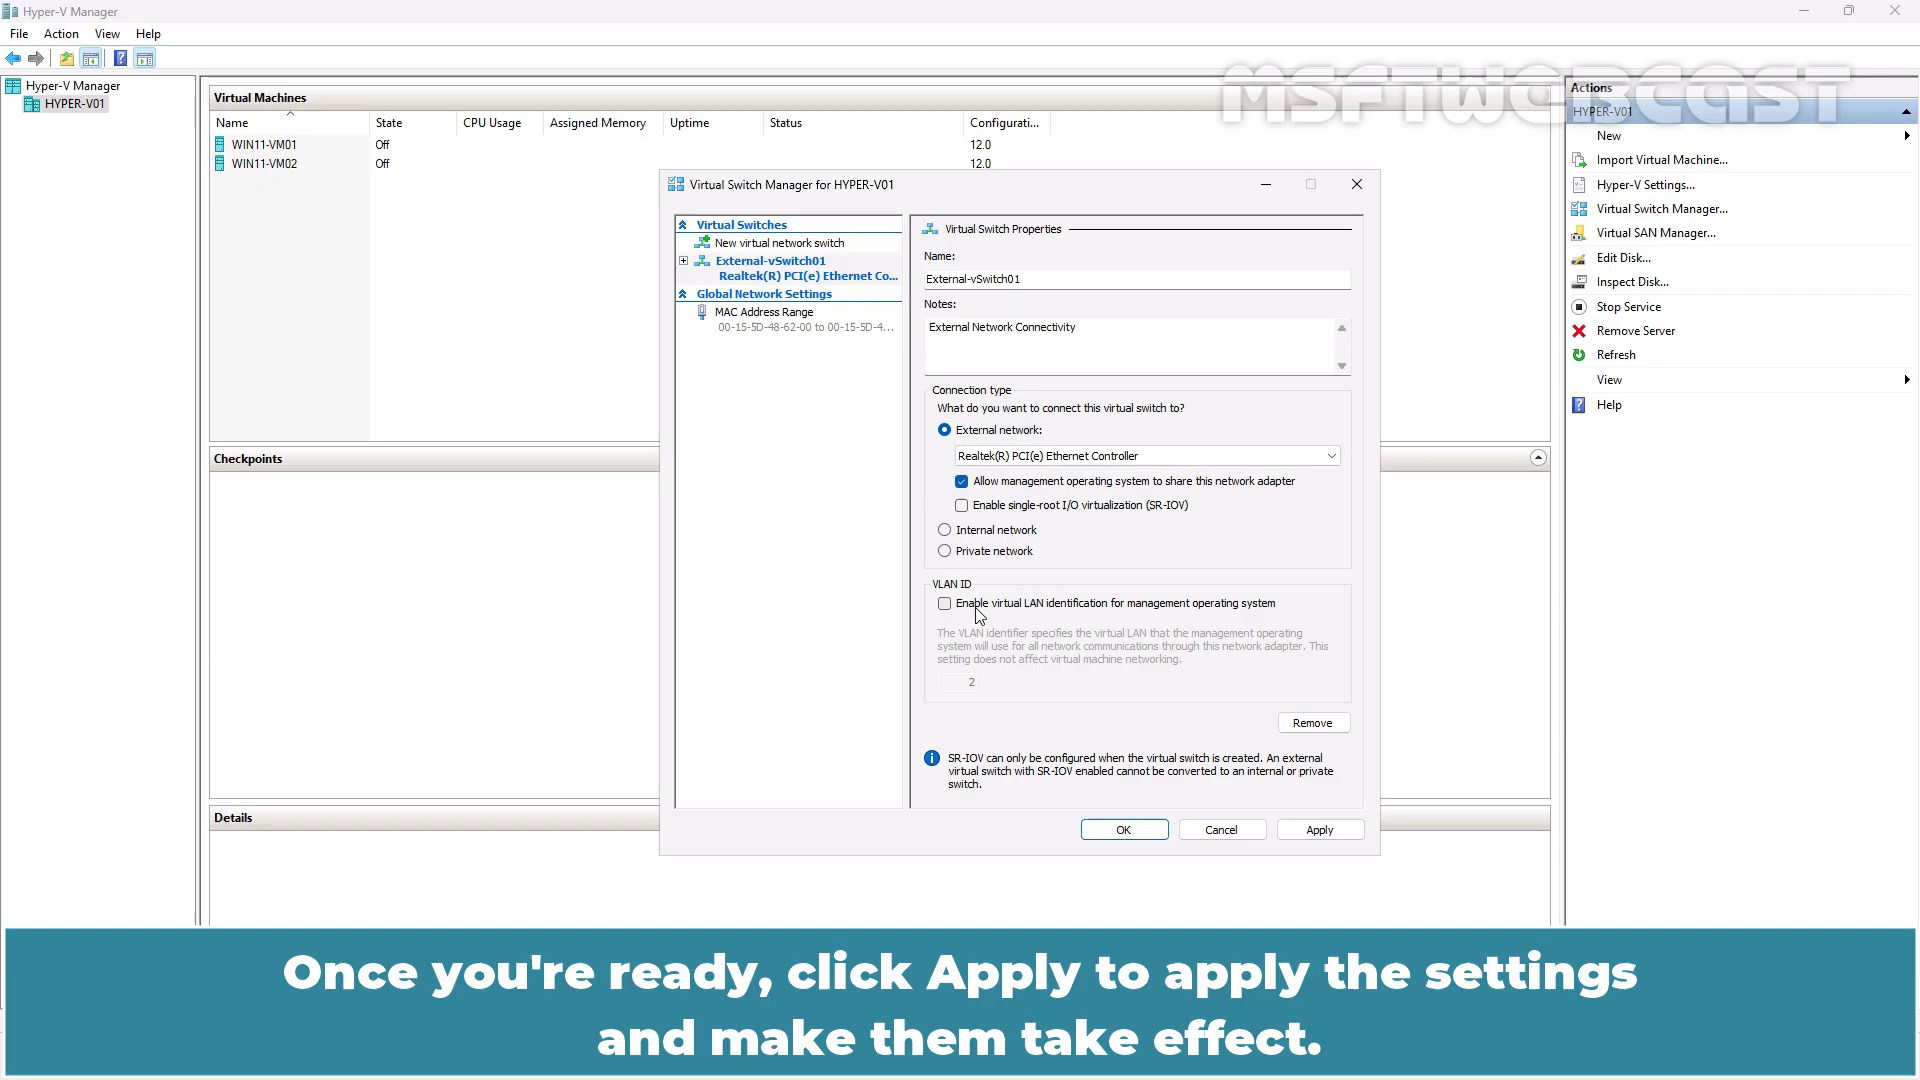 Hyper-V Manager
File Action View Help
Hyper-V Manager
HYPER-V01
Virtual Machines
Name State CPU Usage Assigned Memory Uptime Status Configurati...
WIN11-VM01 Off 12.0
WIN11-VM02 Off 12.0
Checkpoints
Details
Virtual Switch Manager for HYPER-V01
Virtual Switches
New virtual network switch
External-vSwitch01
Realtek(R) PCI(e) Ethernet Co...
Global Network Settings
MAC Address Range
00-15-5D-48-62-00 to 00-15-5D-4...
Virtual Switch Properties
Name:
External-vSwitch01
Notes:
External Network Connectivity
Connection type
What do you want to connect this virtual switch to?
External network:
Realtek(R) PCI(e) Ethernet Controller
Allow management operating system to share this network adapter
Enable single-root I/O virtualization (SR-IOV)
Internal network
Private network
VLAN ID
Enable virtual LAN identification for management operating system
The VLAN identifier specifies the virtual LAN that the management operating
system will use for all network communications through this network adapter. This
setting does not affect virtual machine networking.
2
Remove
SR-IOV can only be configured when the virtual switch is created. An external
virtual switch with SR-IOV enabled cannot be converted to an internal or private
switch.
OK Cancel Apply
MSFTWEBCAST
Actions
HYPER-V01
New
Import Virtual Machine...
Hyper-V Settings...
Virtual Switch Manager...
Virtual SAN Manager...
Edit Disk...
Inspect Disk...
Stop Service
Remove Server
Refresh
View
Help
Once you're ready, click Apply to apply the settings
and make them take effect.